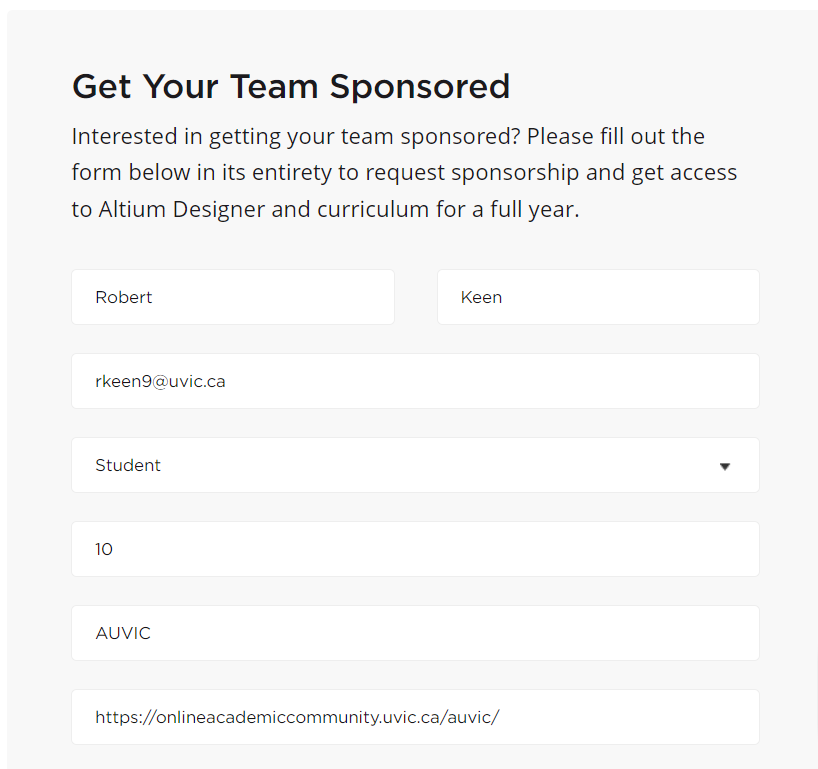 Get Your Team Sponsored
Interested in getting your team sponsored? Please fill out the
form below in its entirety to request sponsorship and get access
to Altium Designer and curriculum for a full year.
Robert
Keen
rkeen9@uvic.ca
Student
10
AUVIC
https://onlineacademiccommunity.uvic.ca/auvic/